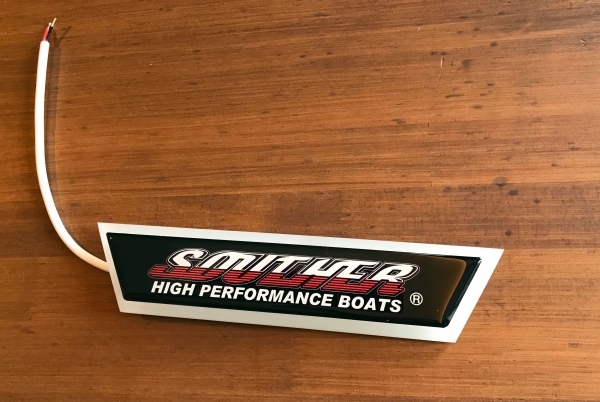 SMITHER
HIGH PERFORMANCE BOATS ®